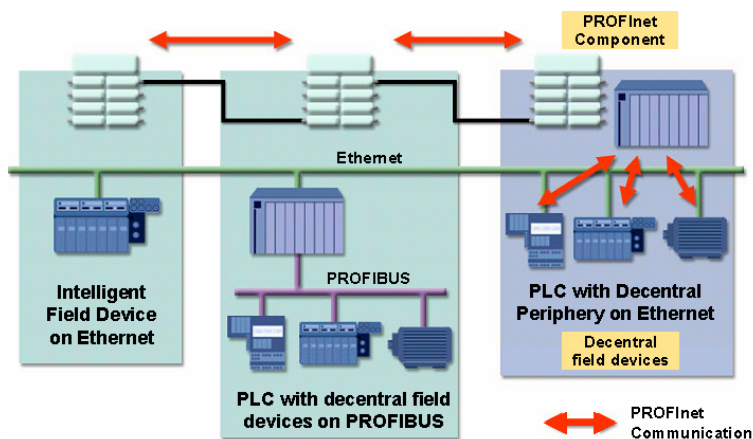 PROFInet
Component
Ethernet
PROFIBUS
Intelligent
Field Device
on Ethernet
PLC with Decentral
Periphery on Ethernet
Decentral
field devices
PLC with decentral field
devices on PROFIBUS
PROFInet
Communication